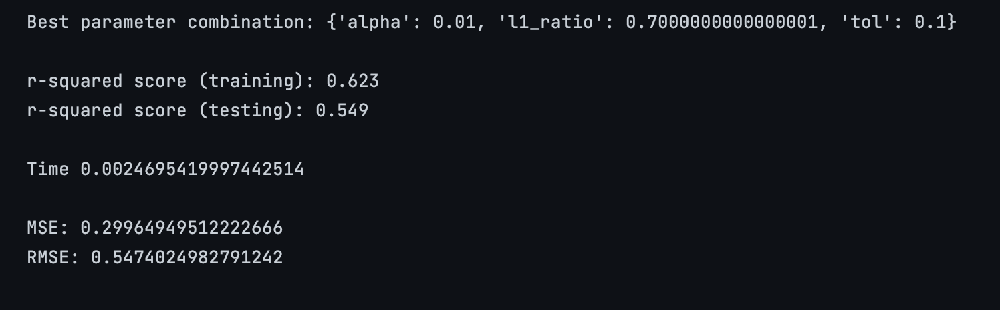 Best parameter combination: {'alpha': 0.01, 'l1_ratio': 0.7000000000000001, 'tol': 0.1}
r-squared score (training): 0.623
r-squared score (testing): 0.549
Time 0.0024695419997442514
MSE: 0.29964949512222666
RMSE: 0.5474024982791242